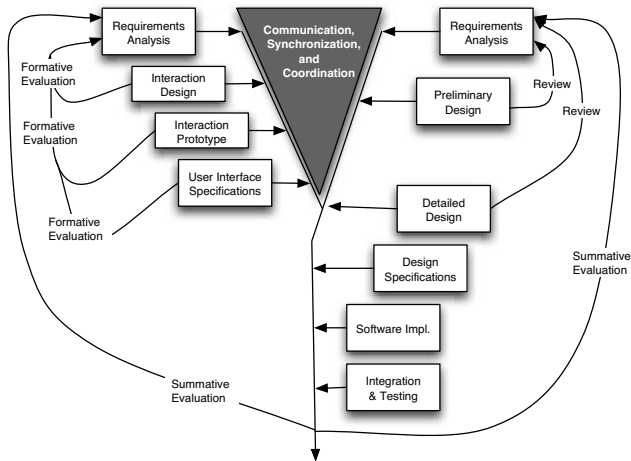 Requirements
Analysis
Communication,
Synchronization,
and
Coordination
Requirements
Analysis
Formative
Evaluation
Interaction
Design
Preliminary
Design
Review
Review
Formative
Evaluation
Interaction
Prototype
User Interface
Specifications
Formative
Evaluation
Detailed
Design
Design
Specifications
Summative
Evaluation
Software Impl.
Integration
& Testing
Summative
Evaluation